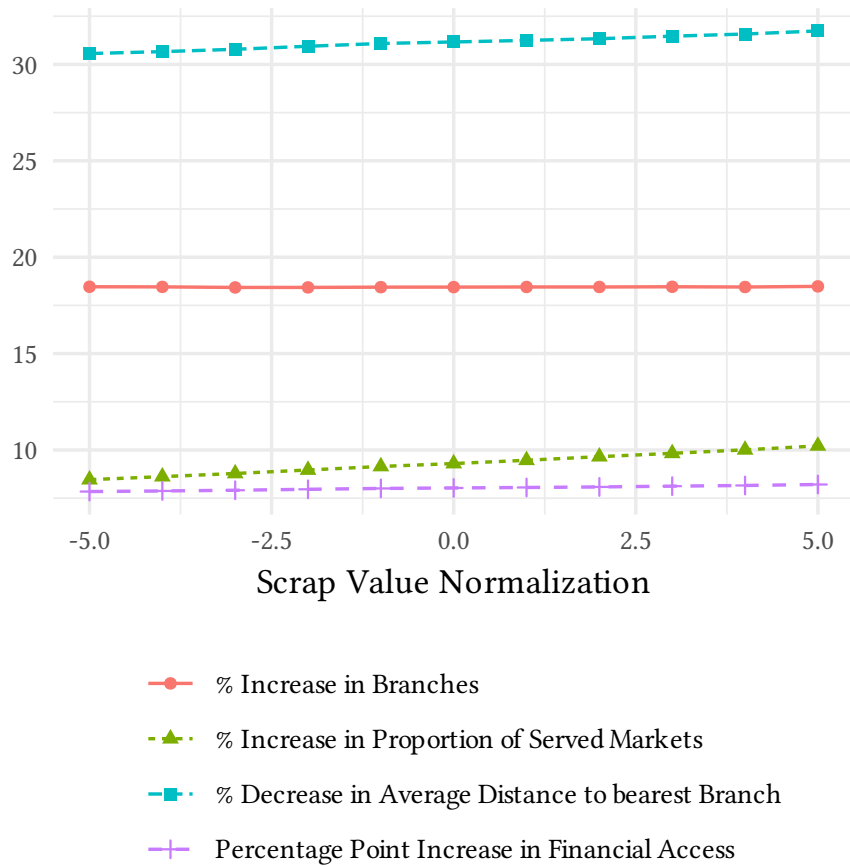 30
25
20
15
10
-5.0 -2.5 0.0 2.5 5.0
Scrap Value Normalization
% Increase in Branches
% Increase in Proportion of Served Markets
% Decrease in Average Distance to bearest Branch
Percentage Point Increase in Financial Access